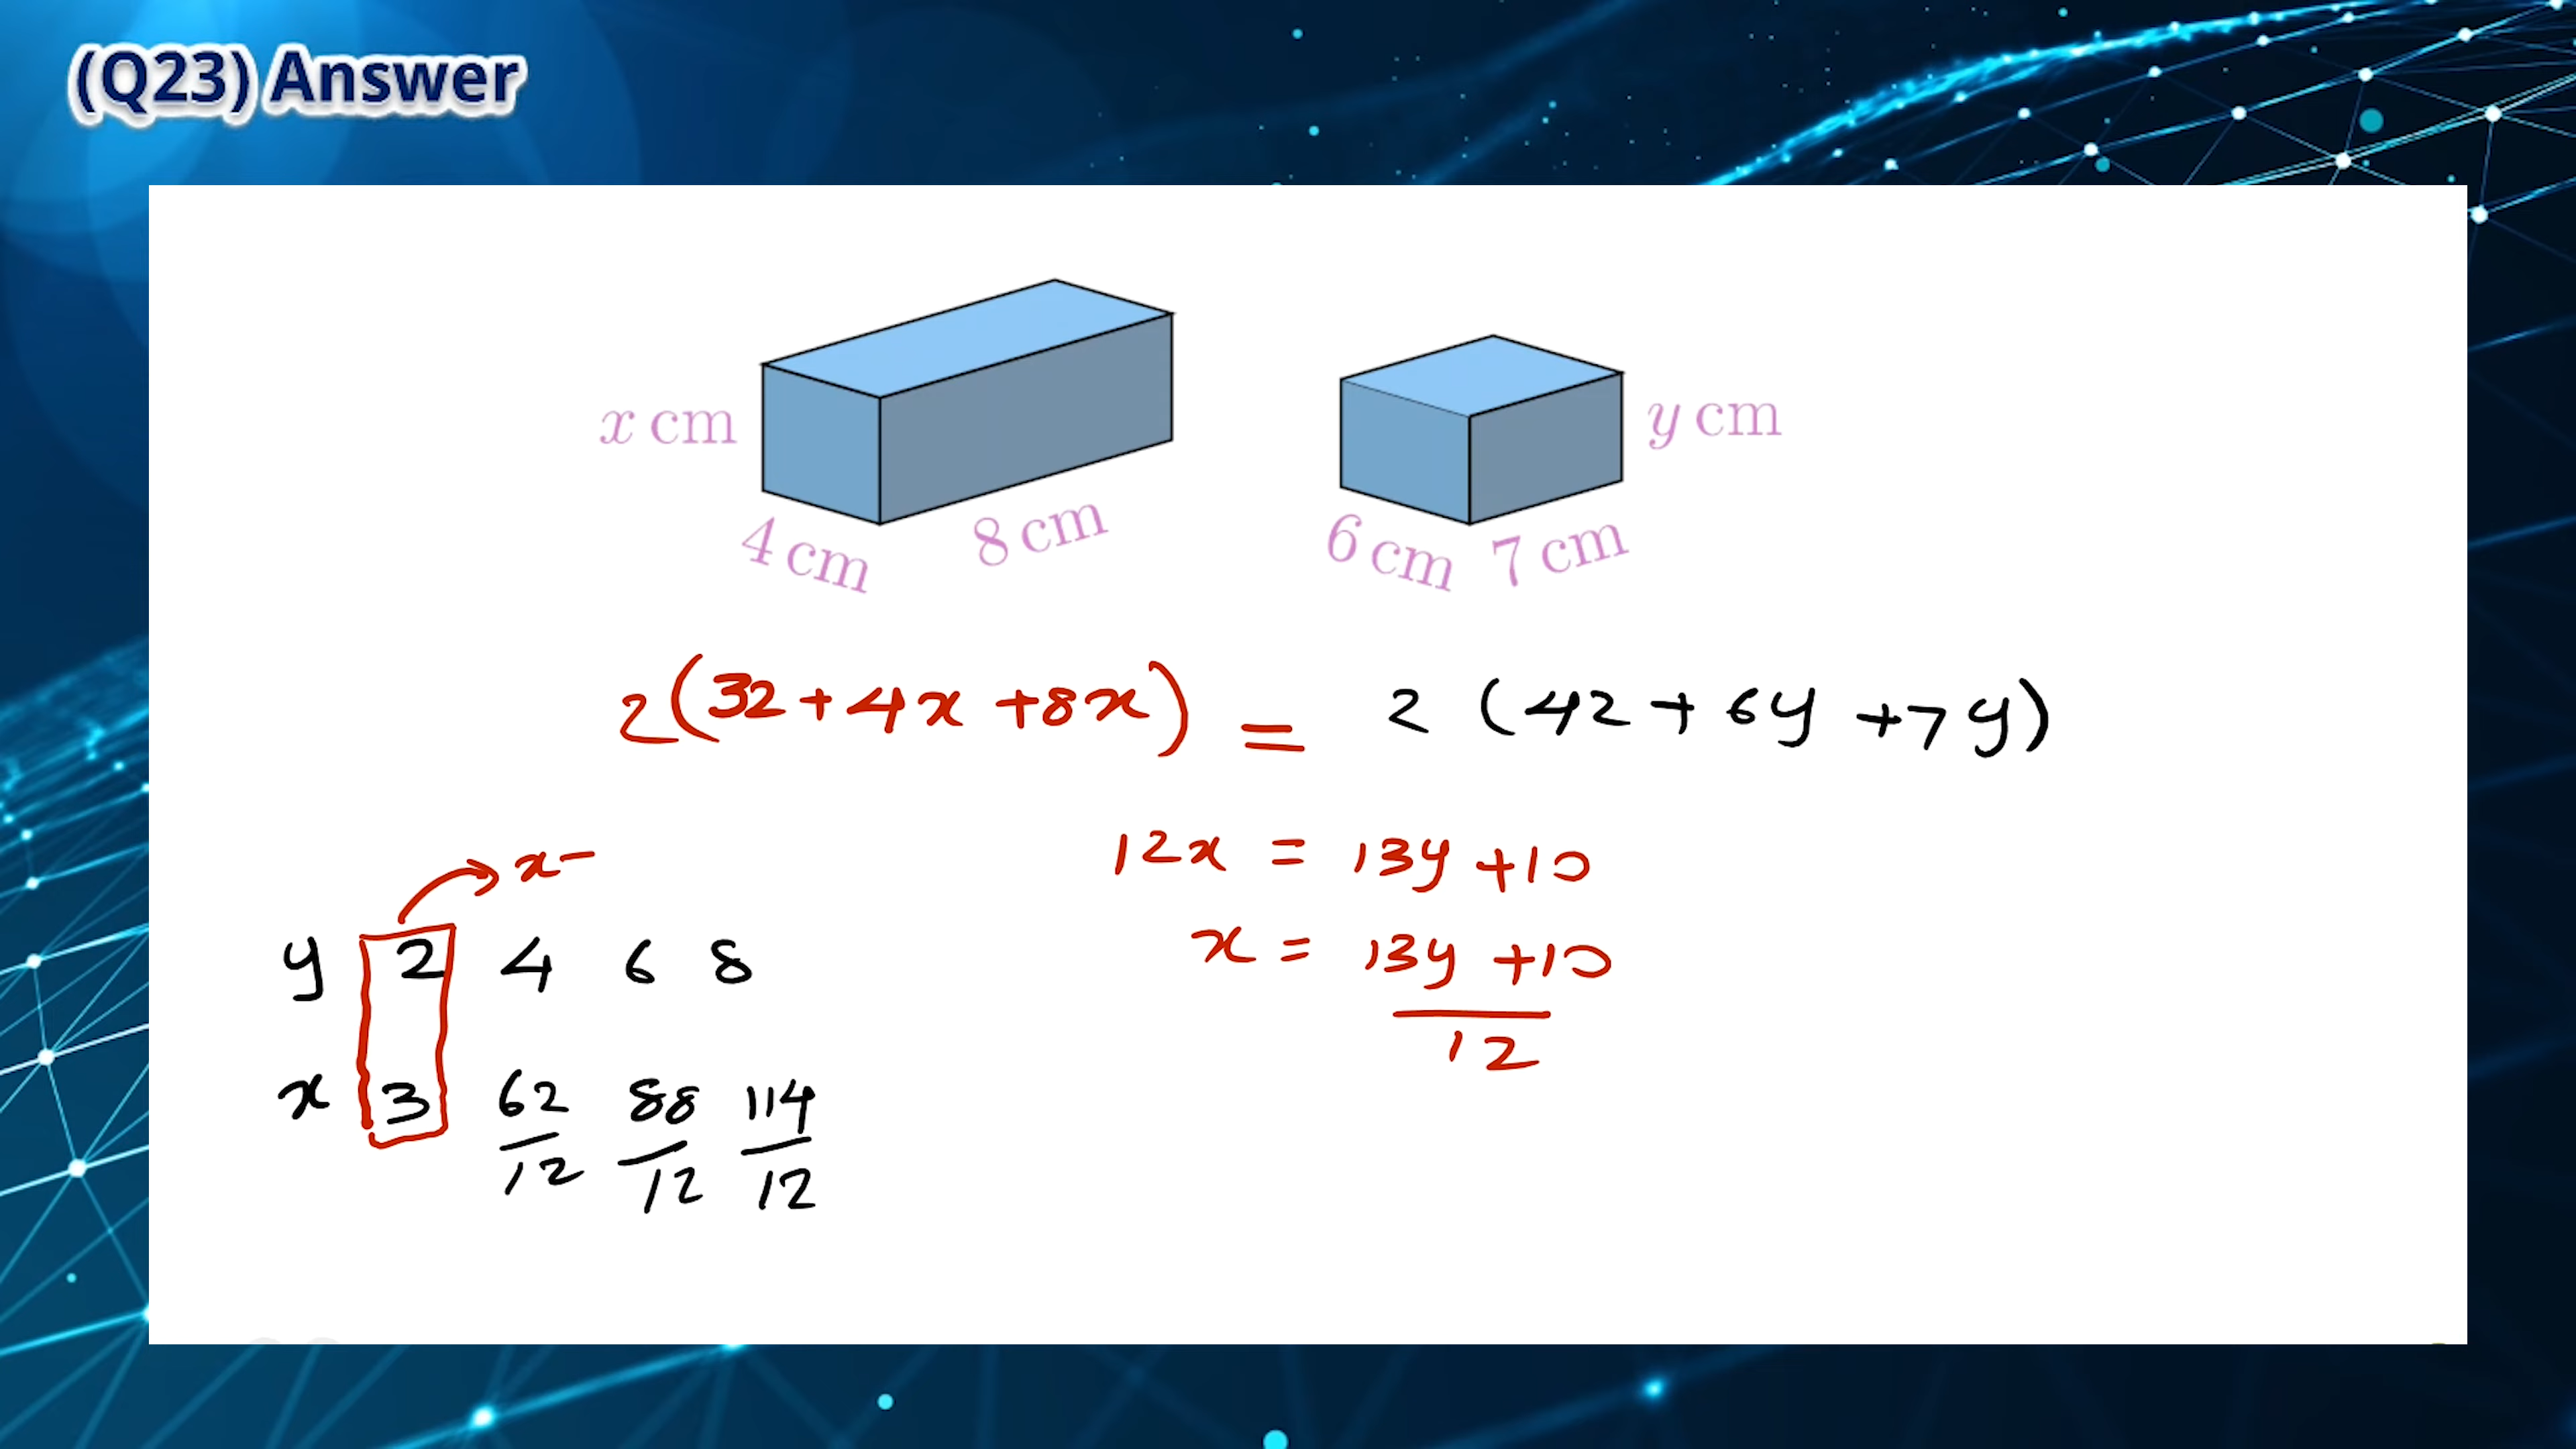 (Q23) Answer
x cm
4 cm
8 cm
y cm
6 cm
7 cm
2(32+4x+8x) = 2(42+6y+7y)
12x = 13y+10
x = 13y+10
12
x-
y 2 4 6 8
x 3 62/12 88/12 114/12